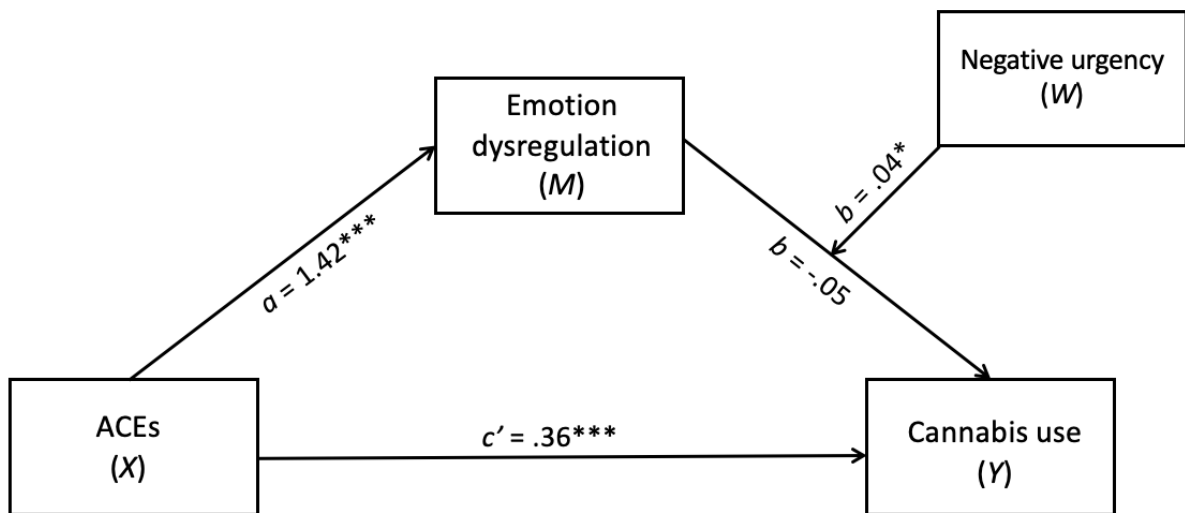 Negative urgency
(W)
Emotion
dysregulation
(M)
b = .04*
a = 1.42***
b = -.05
ACEs
(X)
c’ = .36***
Cannabis use
(Y)